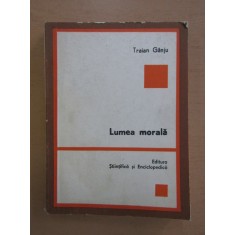 Traian Gânju
Lumea morală
Editura
Științifică și Enciclopedică